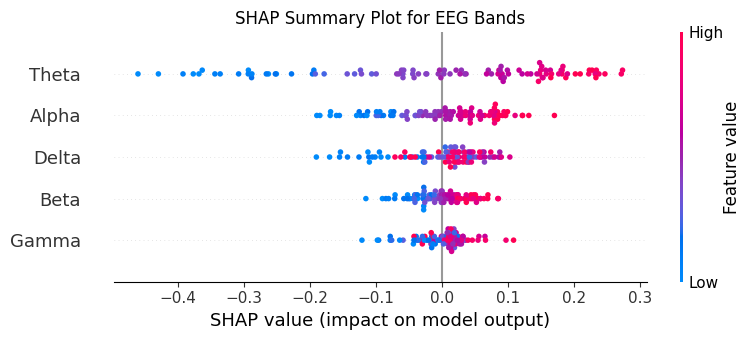 SHAP Summary Plot for EEG Bands
High
Theta
Alpha
Delta
Beta
Gamma
Feature value
Low
−0.4 −0.3 −0.2 −0.1 0.0 0.1 0.2 0.3
SHAP value (impact on model output)